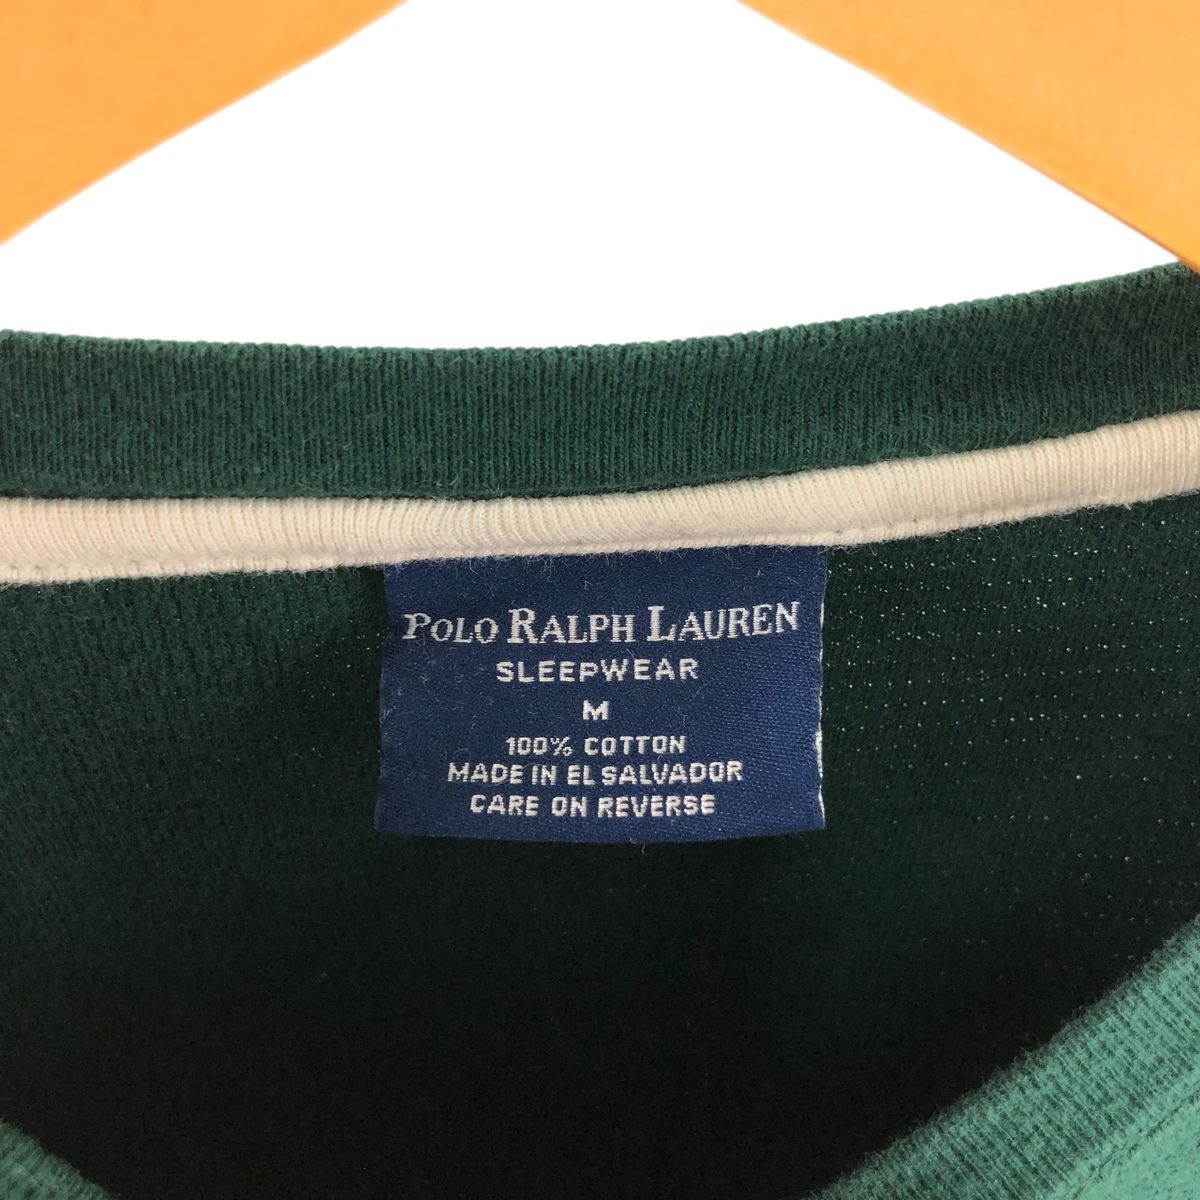 POLO RALPH LAUREN
SLEEPWEAR
M
100% COTTON
MADE IN EL SALVADOR
CARE ON REVERSE